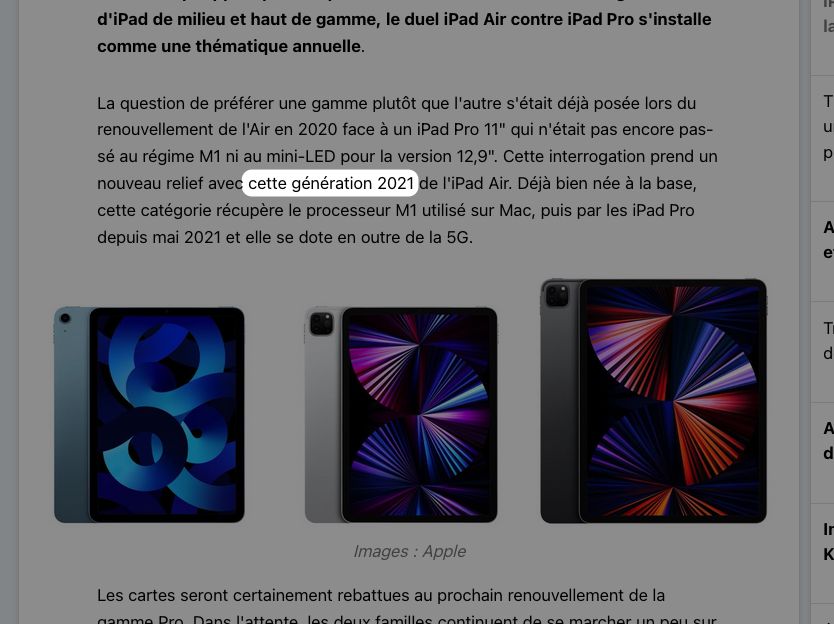 d'iPad de milieu et haut de gamme, le duel iPad Air contre iPad Pro s'installe
comme une thématique annuelle.
La question de préférer une gamme plutôt que l'autre s'était déjà posée lors du
renouvellement de l'Air en 2020 face à un iPad Pro 11" qui n'était pas encore pas-
sé au régime M1 ni au mini-LED pour la version 12,9". Cette interrogation prend un
nouveau relief avec cette génération 2021 de l'iPad Air. Déjà bien née à la base,
cette catégorie récupère le processeur M1 utilisé sur Mac, puis par les iPad Pro
depuis mai 2021 et elle se dote en outre de la 5G.
Images : Apple
Les cartes seront certainement rebattues au prochain renouvellement de la
gamme Pro. Dans l'attente, les deux familles continuent de se marcher un peu sur